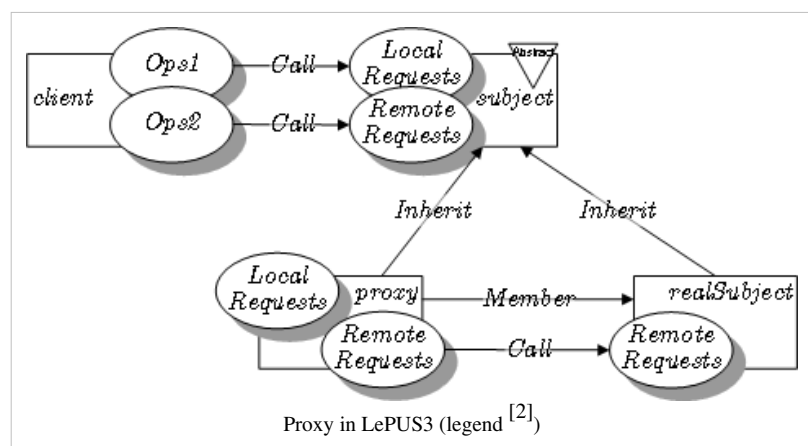 Ops1
Call
Local
Requests
Abstract
client
subject
Ops2
Call
Remote
Requests
Inherit
Inherit
Local
Requests
proxy
Member
realSubject
Remote
Requests
Call
Remote
Requests
Proxy in LePUS3 (legend [2])